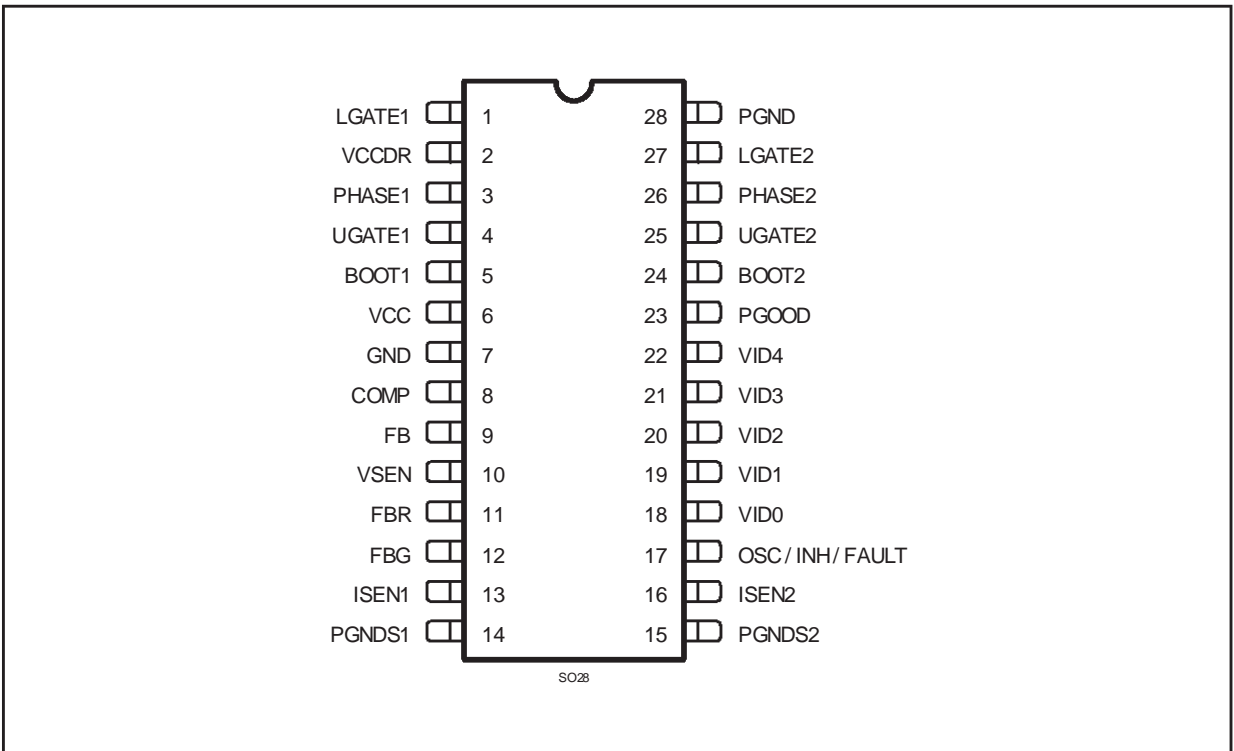 LGATE1 1 28 PGND
VCCDR 2 27 LGATE2
PHASE1 3 26 PHASE2
UGATE1 4 25 UGATE2
BOOT1 5 24 BOOT2
VCC 6 23 PGOOD
GND 7 22 VID4
COMP 8 21 VID3
FB 9 20 VID2
VSEN 10 19 VID1
FBR 11 18 VID0
FBG 12 17 OSC / INH / FAULT
ISEN1 13 16 ISEN2
PGNDS1 14 15 PGNDS2
SO28